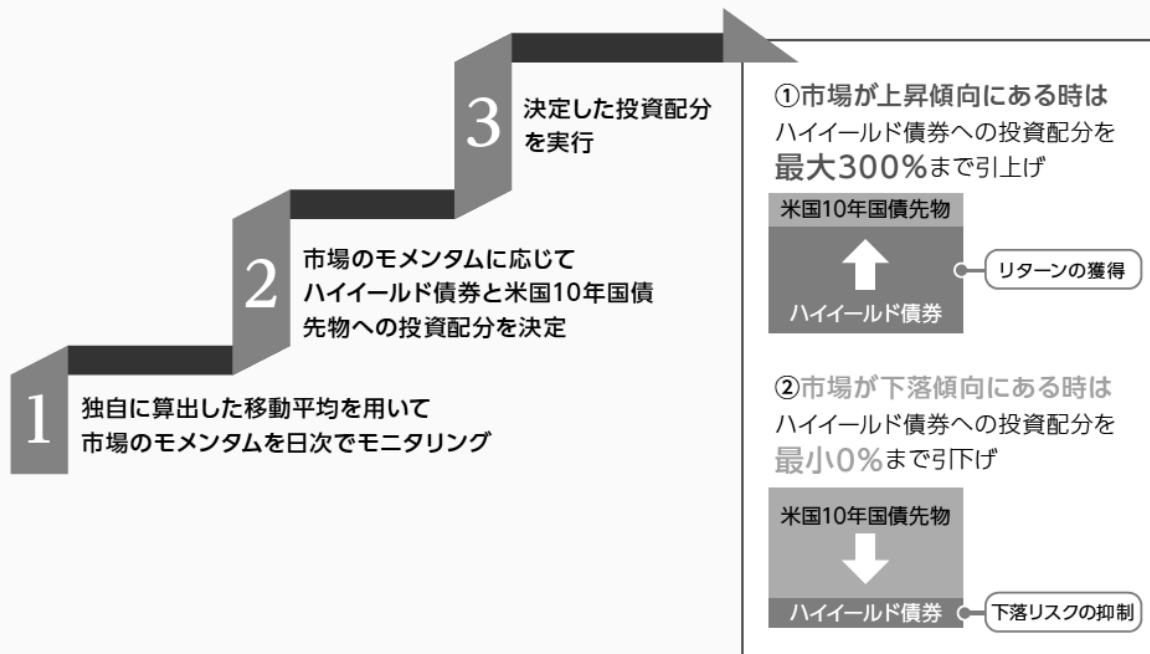 1
独自に算出した移動平均を用いて
市場のモメンタムを日次でモニタリング
2
市場のモメンタムに応じて
ハイイールド債券と米国10年国債
先物への投資配分を決定
3
決定した投資配分
を実行
①市場が上昇傾向にある時は
ハイイールド債券への投資配分を
最大300%まで引上げ
米国10年国債先物
ハイイールド債券
リターンの獲得
②市場が下落傾向にある時は
ハイイールド債券への投資配分を
最小0%まで引下げ
米国10年国債先物
ハイイールド債券
下落リスクの抑制